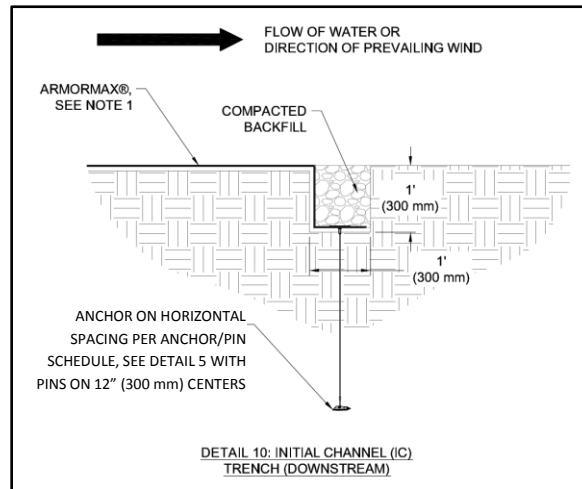 FLOW OF WATER OR
DIRECTION OF PREVAILING WIND
ARMORMAX®,
SEE NOTE 1
COMPACTED
BACKFILL
1'
(300 mm)
1'
(300 mm)
ANCHOR ON HORIZONTAL
SPACING PER ANCHOR/PIN
SCHEDULE, SEE DETAIL 5 WITH
PINS ON 12” (300 mm) CENTERS
DETAIL 10: INITIAL CHANNEL (IC)
TRENCH (DOWNSTREAM)